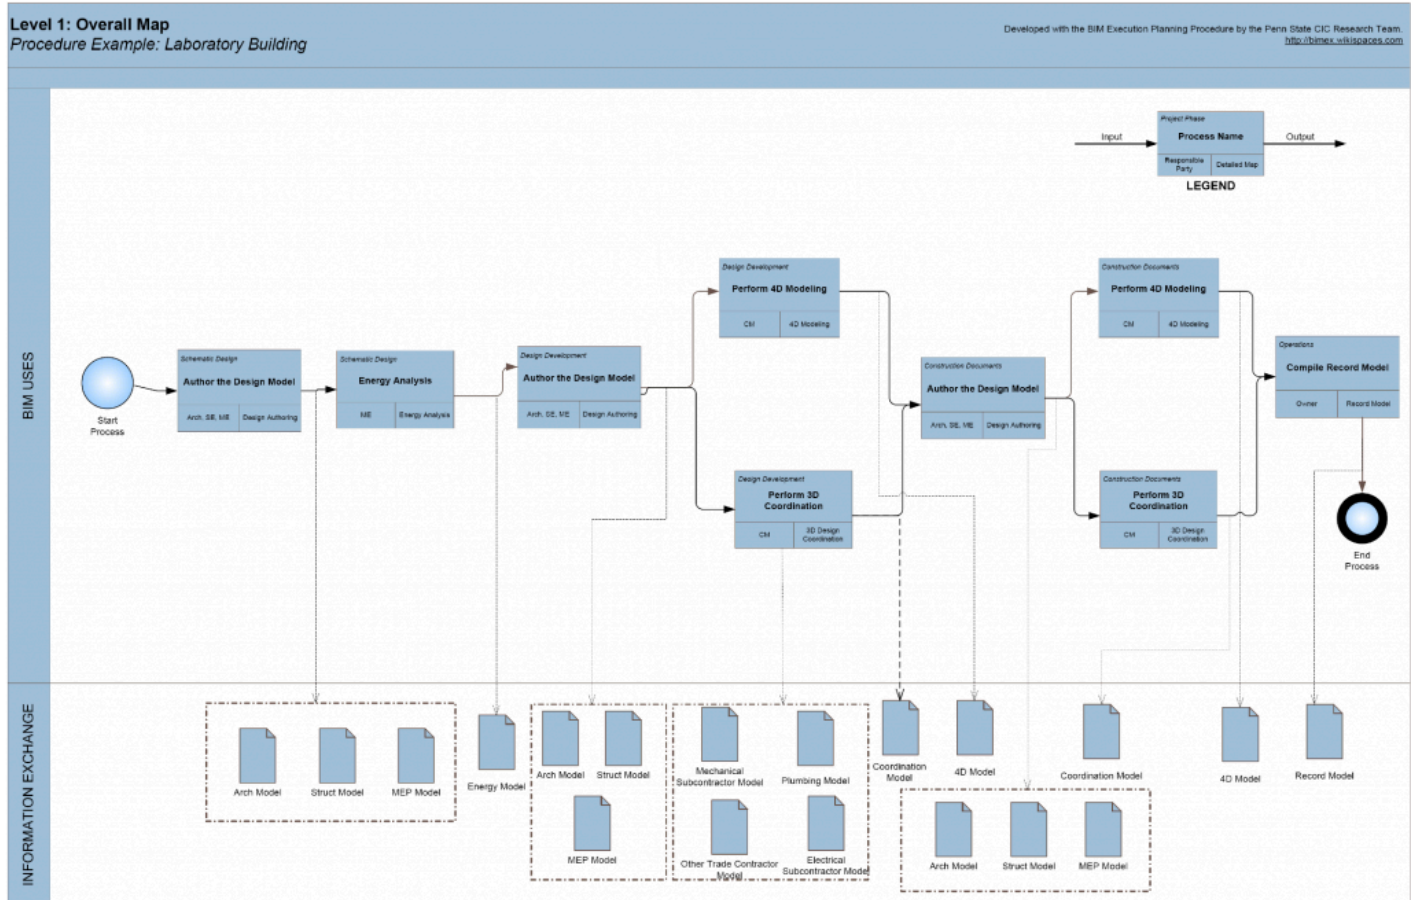 Level 1: Overall Map
Procedure Example: Laboratory Building
Developed with the BIM Execution Planning Procedure by the Penn State CIC Research Team.
http://bimex.wikispaces.com
BIM USES
Input
Project Phase
Process Name
Responsible
Party
Detailed Map
Output
LEGEND
Start
Process
Schematic Design
Author the Design Model
Arch, SE, ME
Design Authoring
Schematic Design
Energy Analysis
ME
Energy Analysis
Design Development
Author the Design Model
Arch, SE, ME
Design Authoring
Design Development
Perform 4D Modeling
CM
4D Modeling
Design Development
Perform 3D
Coordination
CM
3D Design
Coordination
Construction Documents
Author the Design Model
Arch, SE, ME
Design Authoring
Construction Documents
Perform 4D Modeling
CM
4D Modeling
Construction Documents
Perform 3D
Coordination
CM
3D Design
Coordination
Operations
Compile Record Model
Owner
Record Model
End
Process
INFORMATION EXCHANGE
Arch Model
Struct Model
MEP Model
Energy Model
Arch Model
Struct Model
MEP Model
Mechanical
Subcontractor Model
Plumbing Model
Other Trade Contractor
Model
Electrical
Subcontractor Model
Coordination
Model
4D Model
Arch Model
Struct Model
MEP Model
Coordination Model
4D Model
Record Model